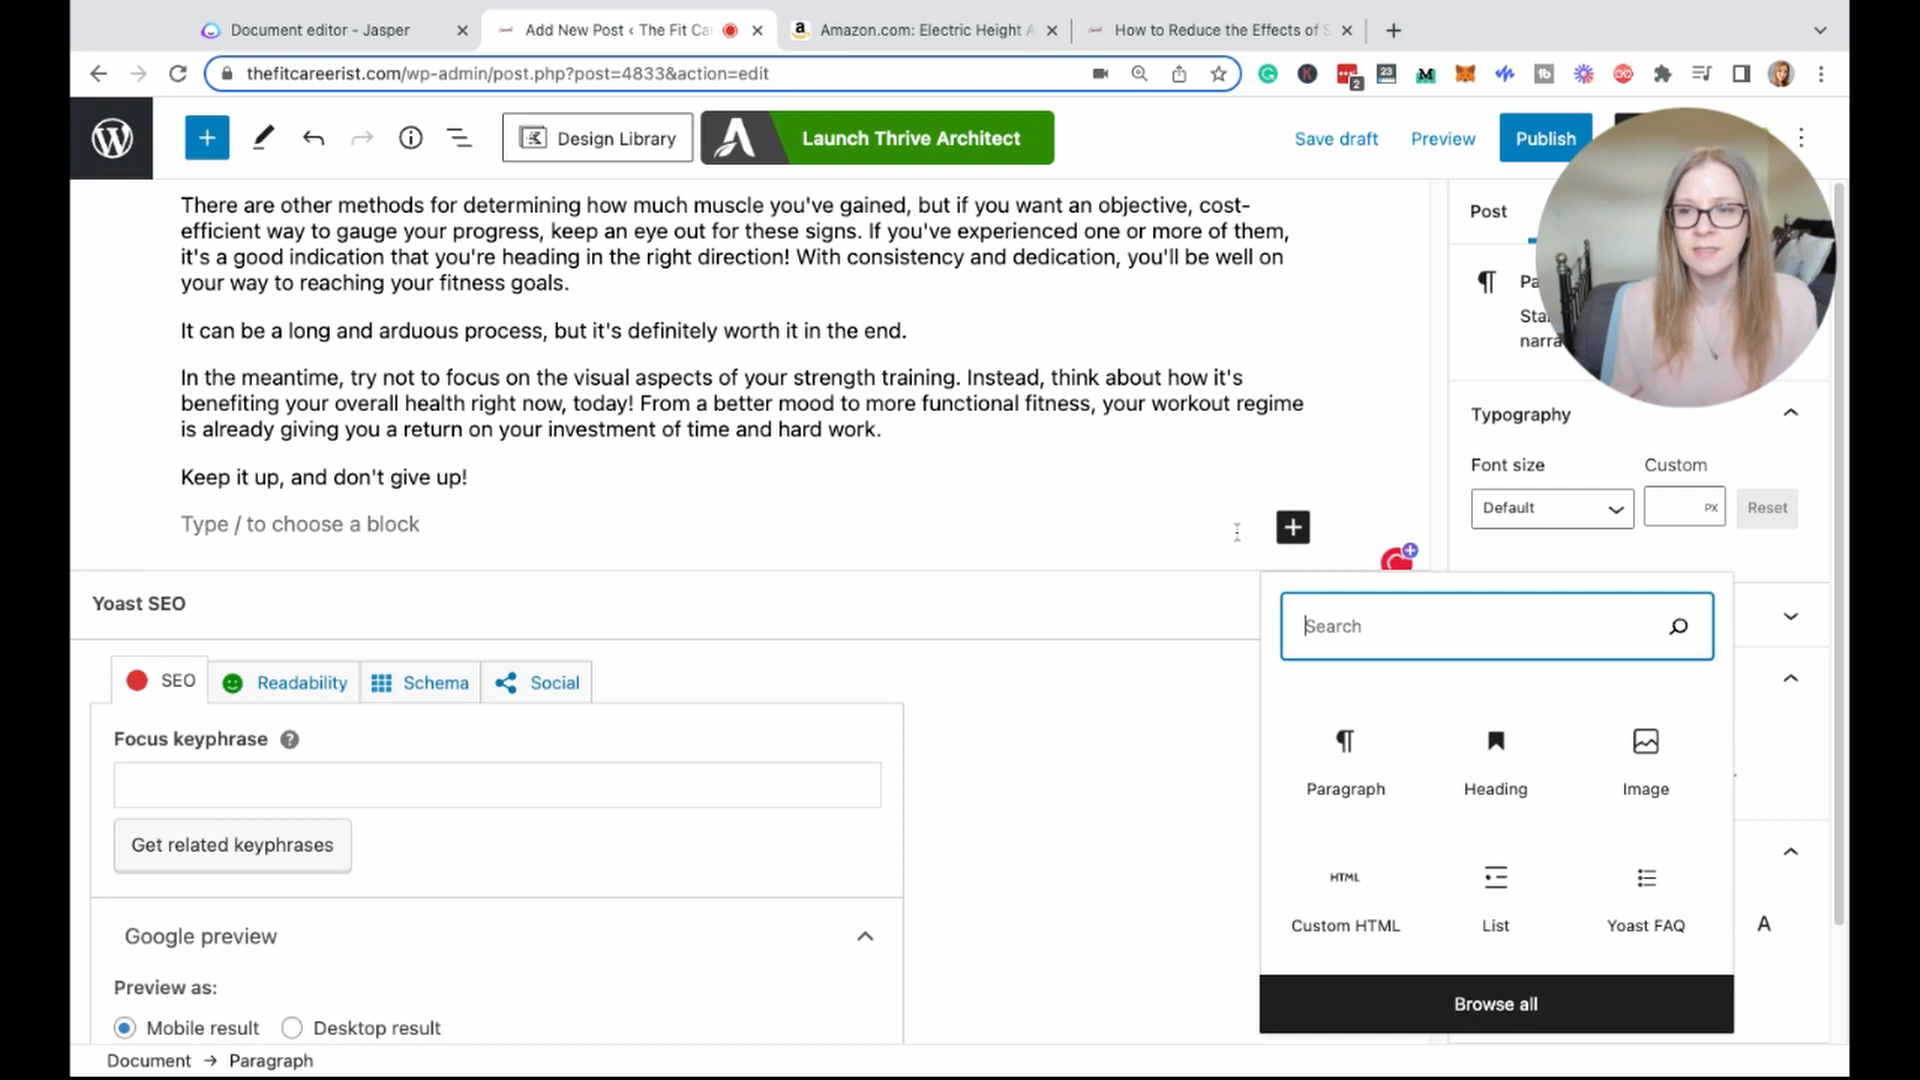 Document editor - Jasper
Add New Post ‹ The Fit Ca
Amazon.com: Electric Height A
How to Reduce the Effects of S
thefitcareerist.com/wp-admin/post.php?post=4833&action=edit
2
23
Design Library
Launch Thrive Architect
Save draft
Preview
Publish
There are other methods for determining how much muscle you've gained, but if you want an objective, cost-
efficient way to gauge your progress, keep an eye out for these signs. If you've experienced one or more of them,
it's a good indication that you're heading in the right direction! With consistency and dedication, you'll be well on
your way to reaching your fitness goals.
It can be a long and arduous process, but it's definitely worth it in the end.
In the meantime, try not to focus on the visual aspects of your strength training. Instead, think about how it's
benefiting your overall health right now, today! From a better mood to more functional fitness, your workout regime
is already giving you a return on your investment of time and hard work.
Keep it up, and don't give up!
Type / to choose a block
Post
Pa
Sta
narra
Typography
Font size
Custom
Default
PX
Reset
Yoast SEO
SEO
Readability
Schema
Social
Focus keyphrase
Get related keyphrases
Google preview
Preview as:
Mobile result
Desktop result
Search
Paragraph
Heading
Image
HTML
Custom HTML
List
Yoast FAQ
A
Browse all
Document → Paragraph